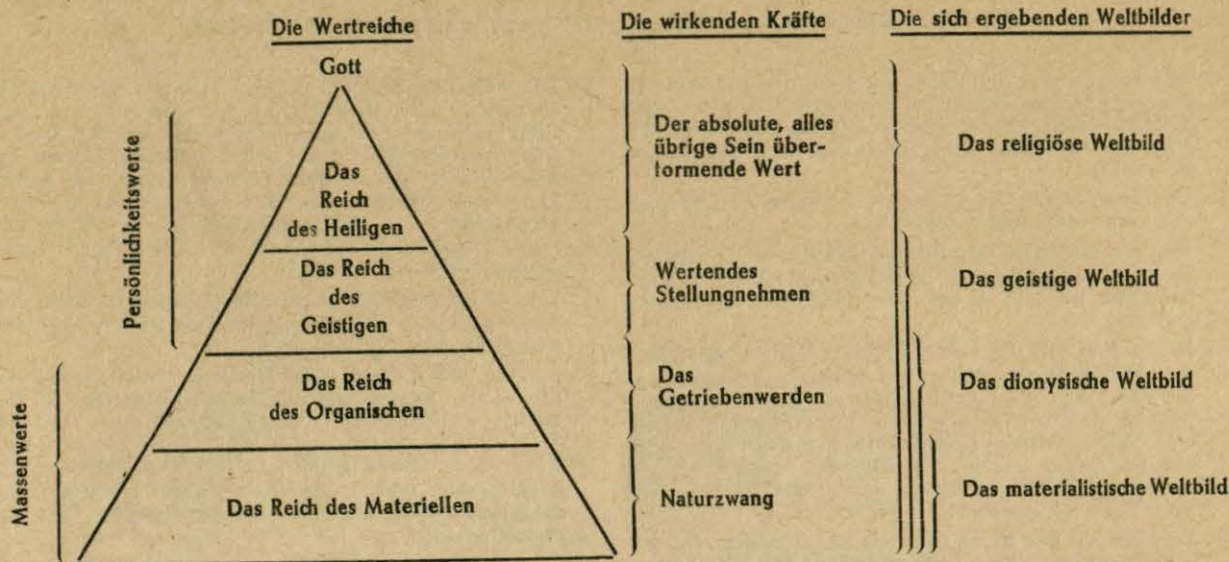 Die Wertreiche
Gott
Persönlichkeitswerte
Massenwerte
Das
Reich
des Heiligen
Das Reich
des
Geistigen
Das Reich
des Organischen
Das Reich des Materiellen
Die wirkenden Kräfte
Der absolute, alles
übrige Sein über-
formende Wert
Wertendes
Stellungnehmen
Das
Getriebenwerden
Naturzwang
Die sich ergebenden Weltbilder
Das religiöse Weltbild
Das geistige Weltbild
Das dionysische Weltbild
Das materialistische Weltbild